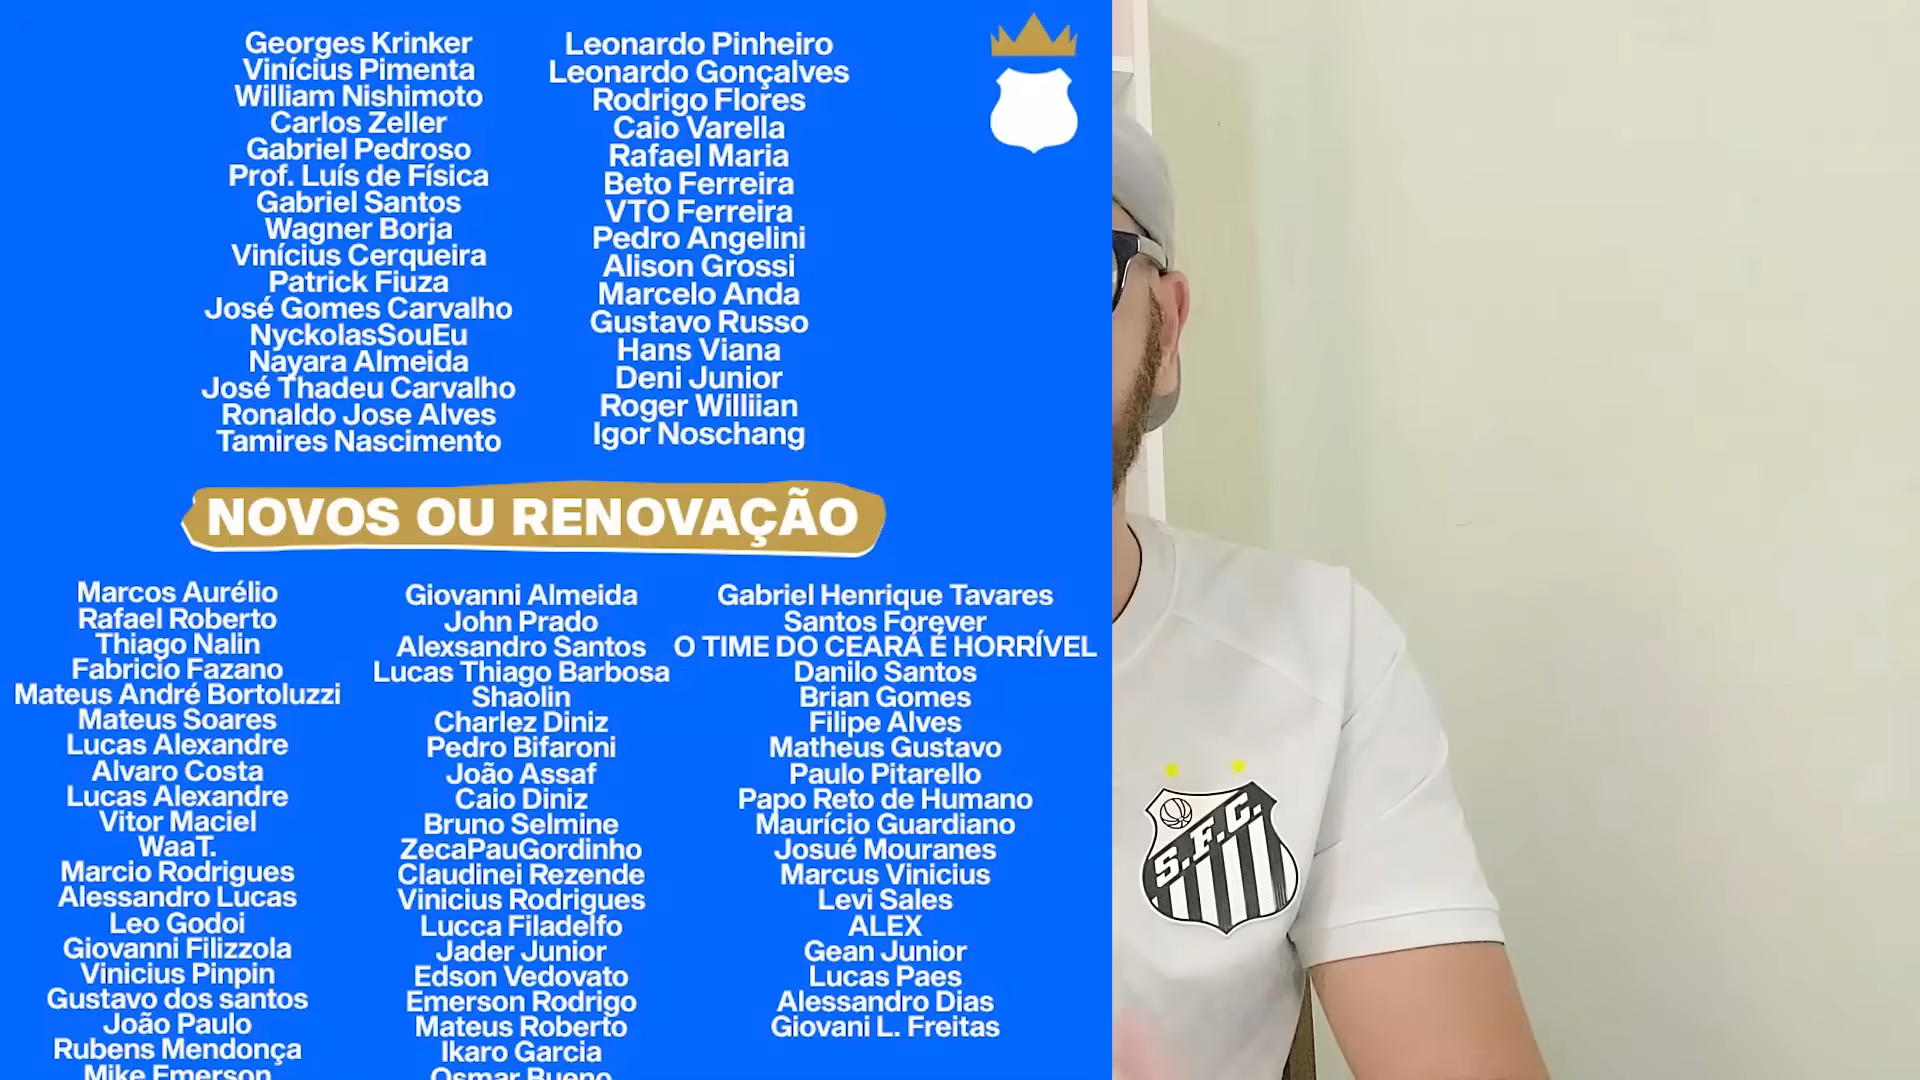 Georges Krinker
Vinícius Pimenta
William Nishimoto
Carlos Zeller
Gabriel Pedroso
Prof. Luís de Física
Gabriel Santos
Wagner Borja
Vinícius Cerqueira
Patrick Fiuza
José Gomes Carvalho
NyckolasSouEu
Nayara Almeida
José Thadeu Carvalho
Ronaldo Jose Alves
Tamires Nascimento
Leonardo Pinheiro
Leonardo Gonçalves
Rodrigo Flores
Caio Varella
Rafael Maria
Beto Ferreira
VTO Ferreira
Pedro Angelini
Alison Grossi
Marcelo Anda
Gustavo Russo
Hans Viana
Deni Junior
Roger Williian
Igor Noschang
NOVOS OU RENOVAÇÃO
Marcos Aurélio
Rafael Roberto
Thiago Nalin
Fabricio Fazano
Mateus André Bortoluzzi
Mateus Soares
Lucas Alexandre
Alvaro Costa
Lucas Alexandre
Vitor Maciel
WaaT.
Marcio Rodrigues
Alessandro Lucas
Leo Godoi
Giovanni Filizzola
Vinicius Pinpin
Gustavo dos santos
João Paulo
Rubens Mendonça
Mike Emerson
Giovanni Almeida
John Prado
Alexsandro Santos
Lucas Thiago Barbosa
Shaolin
Charlez Diniz
Pedro Bifaroni
João Assaf
Caio Diniz
Bruno Selmine
ZecaPauGordinho
Claudinei Rezende
Vinicius Rodrigues
Lucca Filadelfo
Jader Junior
Edson Vedovato
Emerson Rodrigo
Mateus Roberto
Ikaro Garcia
Osmar Bueno
Gabriel Henrique Tavares
Santos Forever
O TIME DO CEARÁ É HORRÍVEL
Danilo Santos
Brian Gomes
Filipe Alves
Matheus Gustavo
Paulo Pitarello
Papo Reto de Humano
Maurício Guardiano
Josué Mouranes
Marcus Vinicius
Levi Sales
ALEX
Gean Junior
Lucas Paes
Alessandro Dias
Giovani L. Freitas
S.F.C.